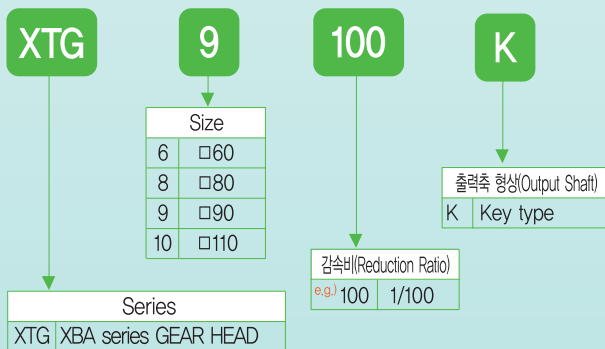 XTG 9 100 K
Size
6 □60
8 □80
9 □90
10 □110
출력축 형상(Output Shaft)
K Key type
감속비(Reduction Ratio)
e.g.) 100 1/100
Series
XTG XBA series GEAR HEAD